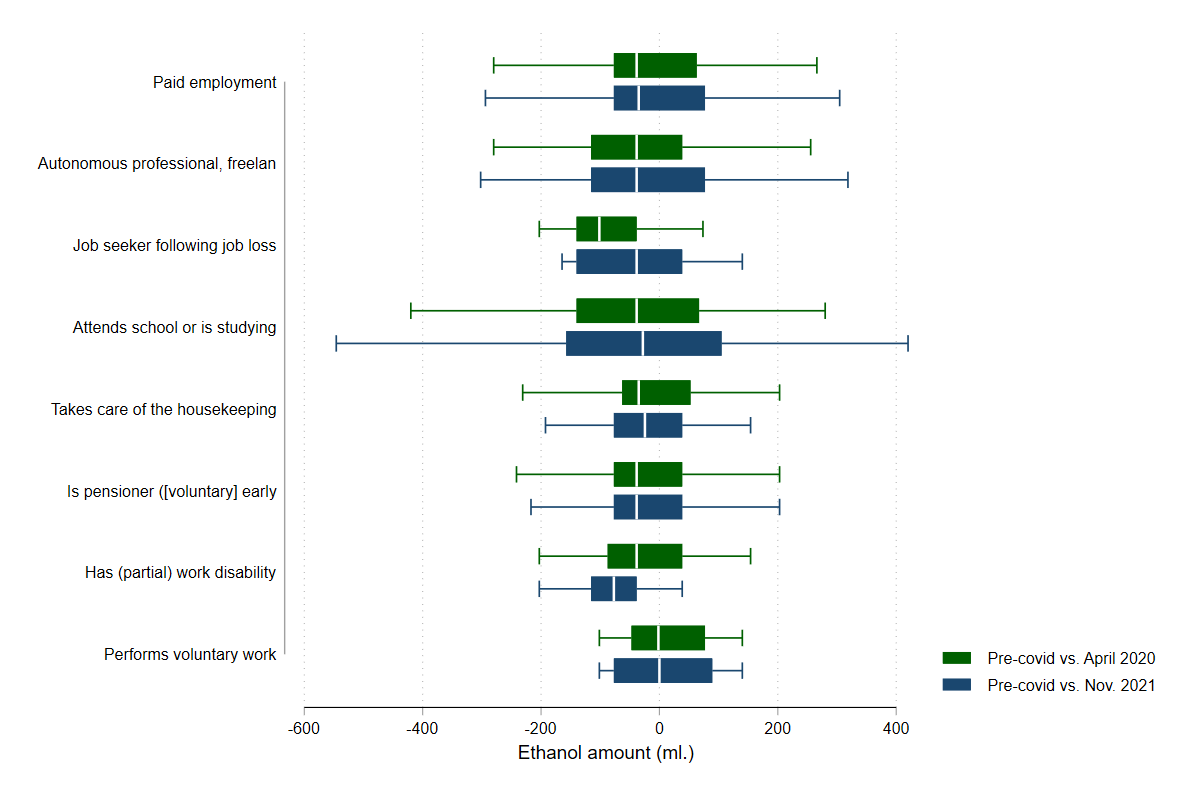 Paid employment
Autonomous professional, freelan
Job seeker following job loss
Attends school or is studying
Takes care of the housekeeping
Is pensioner ([voluntary] early
Has (partial) work disability
Performs voluntary work
Pre-covid vs. April 2020
Pre-covid vs. Nov. 2021
-600 -400 -200 0 200 400
Ethanol amount (ml.)